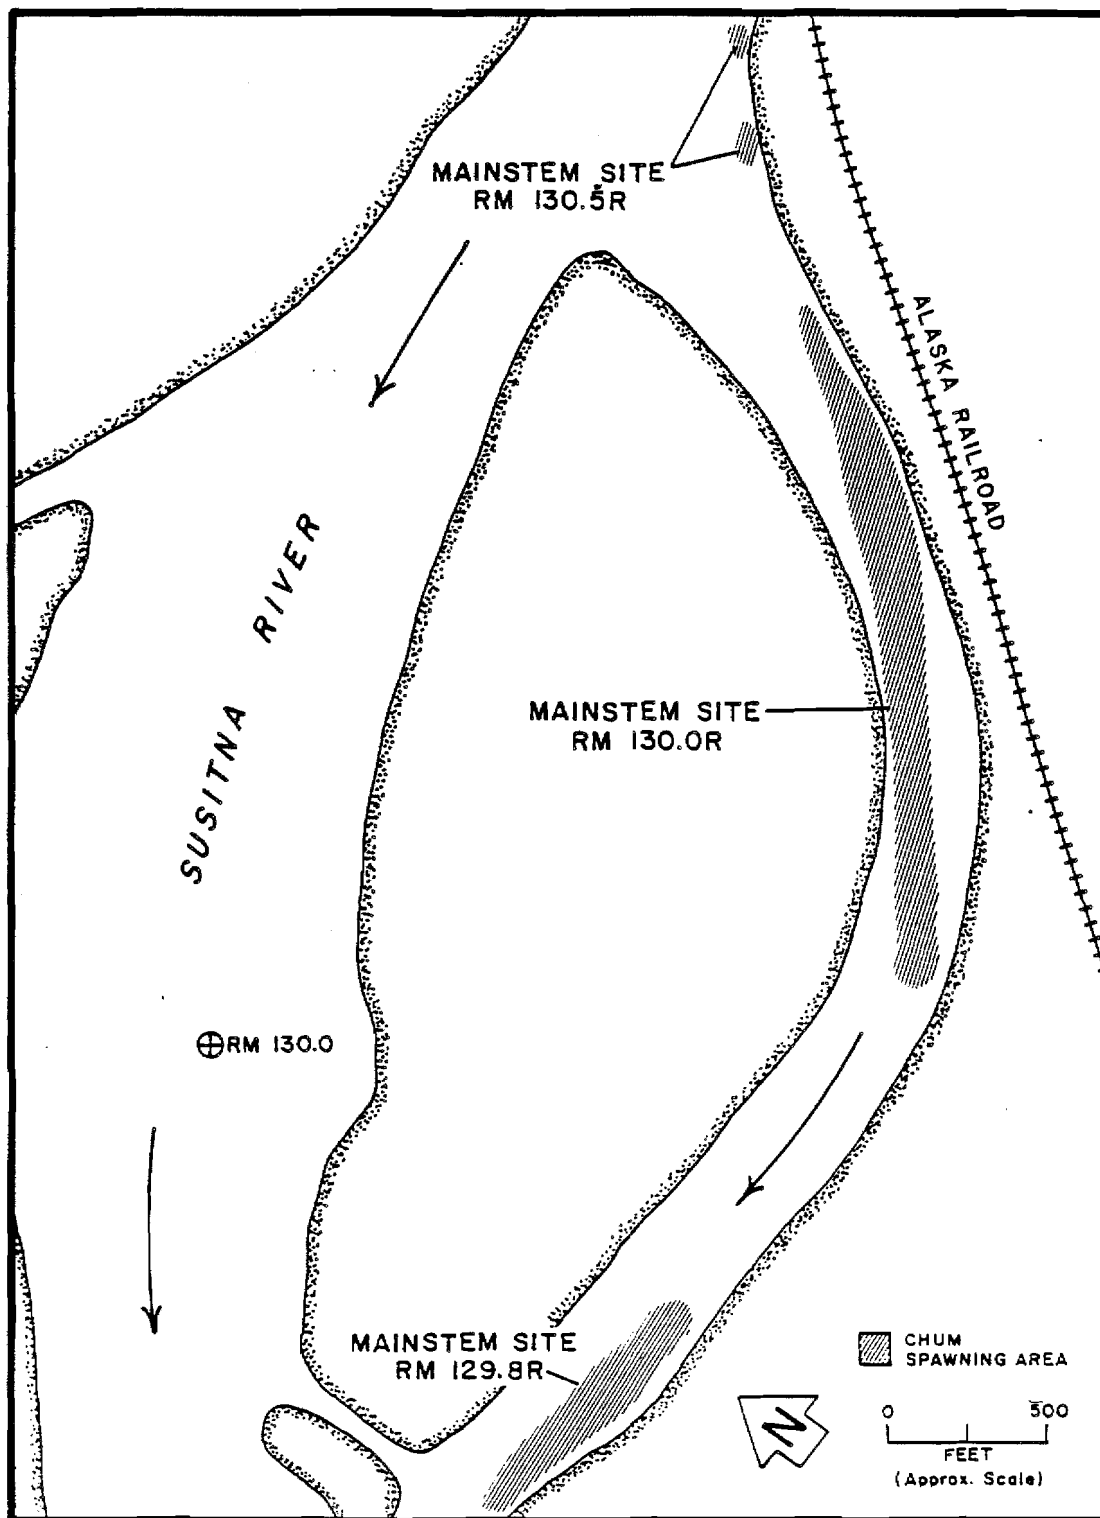 MAINSTEM SITE
RM 130.5R
ALASKA RAILROAD
SUSITNA RIVER
MAINSTEM SITE
RM 130.0R
RM 130.0
MAINSTEM SITE
RM 129.8R
CHUM
SPAWNING AREA
N
0 500
FEET
(Approx. Scale)